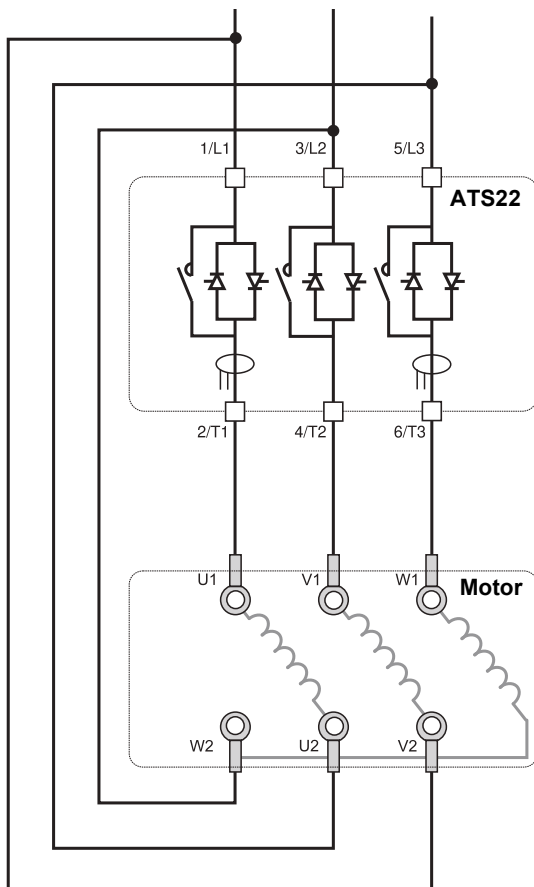 1/L1 3/L2 5/L3
ATS22
2/T1 4/T2 6/T3
U1 V1 W1
Motor
W2 U2 V2